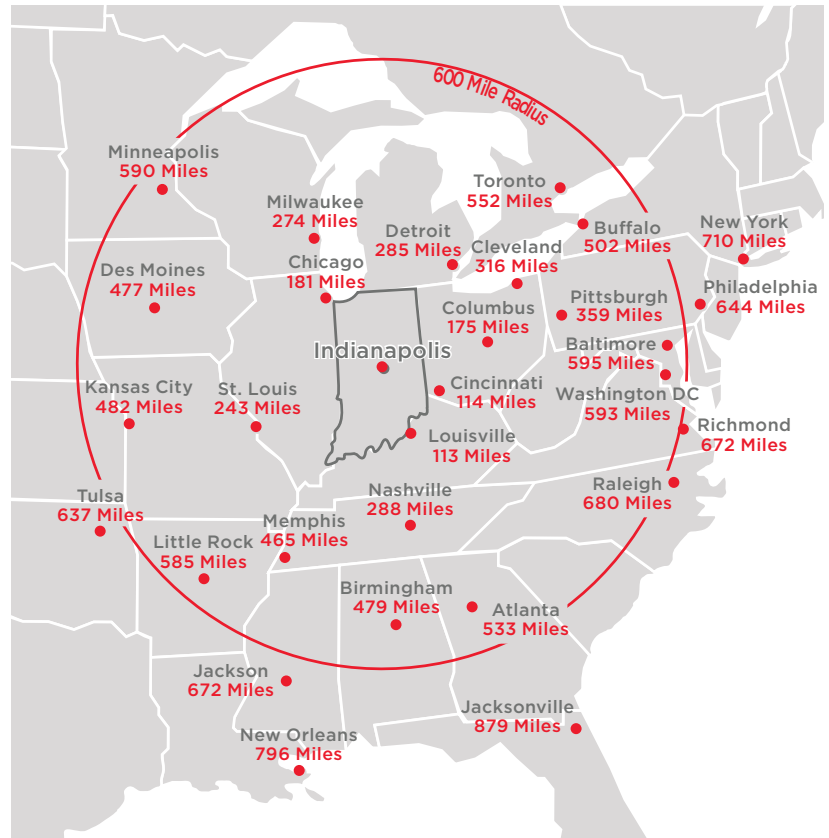 600 Mile Radius
Minneapolis
590 Miles
Toronto
552 Miles
Milwaukee
274 Miles
Detroit
285 Miles
Cleveland
316 Miles
Buffalo
502 Miles
New York
710 Miles
Chicago
181 Miles
Des Moines
477 Miles
Columbus
175 Miles
Pittsburgh
359 Miles
Philadelphia
644 Miles
Indianapolis
Baltimore
595 Miles
Kansas City
482 Miles
St. Louis
243 Miles
Cincinnati
114 Miles
Washington DC
593 Miles
Louisville
113 Miles
Richmond
672 Miles
Tulsa
637 Miles
Nashville
288 Miles
Raleigh
680 Miles
Memphis
465 Miles
Little Rock
585 Miles
Birmingham
479 Miles
Atlanta
533 Miles
Jackson
672 Miles
Jacksonville
879 Miles
New Orleans
796 Miles